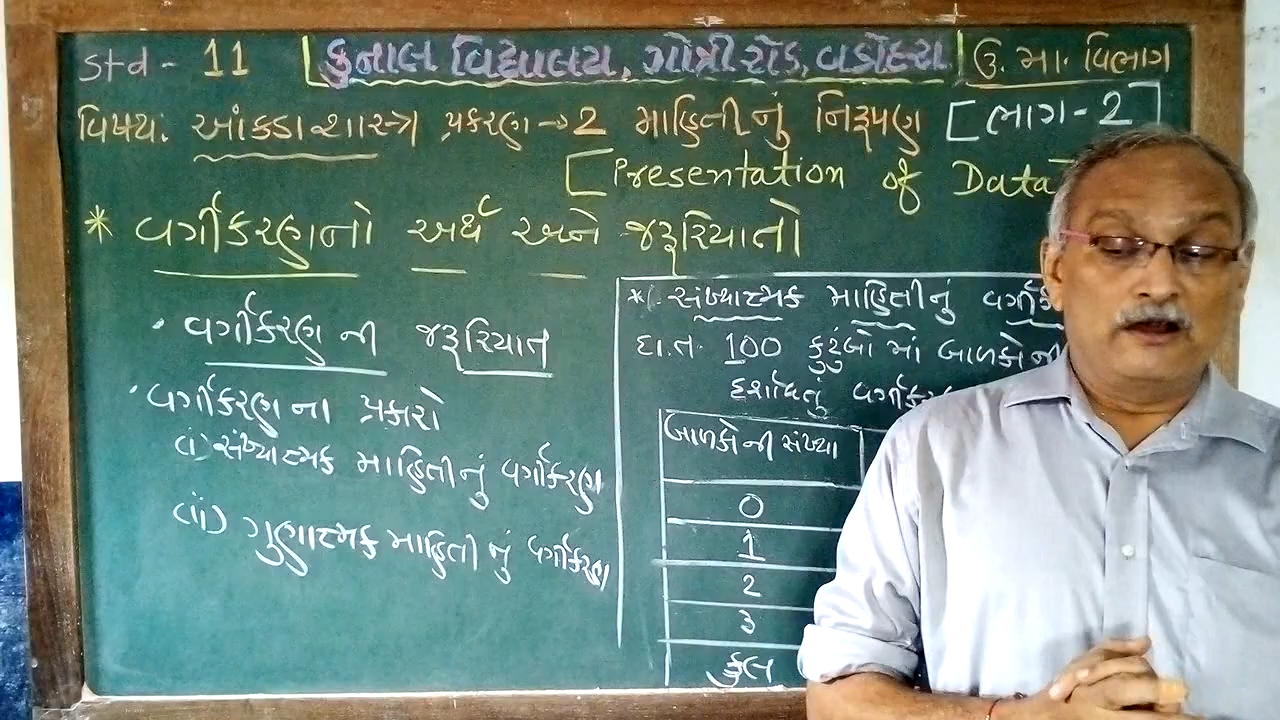 std - 11 કુનાલ વિદ્યાલય, ગોત્રી રોડ, વડોદરા ઉ. મા. વિભાગ
વિષય: આંકડાશાસ્ત્ર પ્રકરણ → 2 માહિતીનું નિરૂપણ [ભાગ - 2]
[Presentation of Data
* વર્ગીકરણનો અર્થ અને જરૂરિયાતો
• વર્ગીકરણ ની જરૂરિયાત
• વર્ગીકરણ ના પ્રકારો
(i) સંખ્યાત્મક માહિતીનું વર્ગીકરણ
(ii) ગુણાત્મક માહિતી નું વર્ગીકરણ
* સંખ્યાત્મક માહિતીનું
દા.ત. 100 કુટુંબો માં બાળકોની
દર્શાવતું
બાળકોની સંખ્યા
0
1
2
3
કુલ